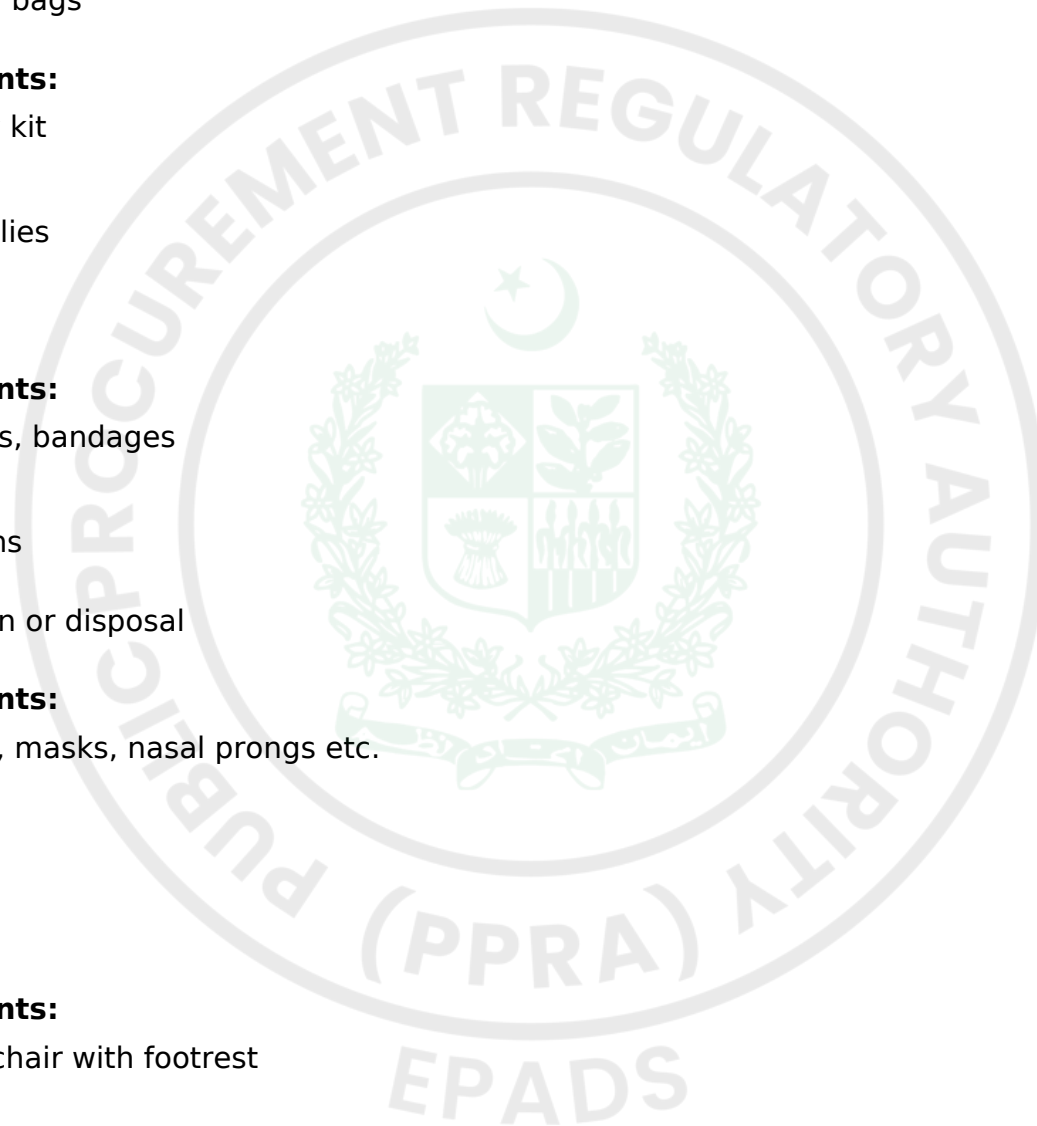 bags
nts:
kit
lies
nts:
s, bandages
ns
n or disposal
nts:
, masks, nasal prongs etc.
nts:
chair with footrest
PUBLIC PROCUREMENT REGULATORY AUTHORITY
(PPRA)
EPADS